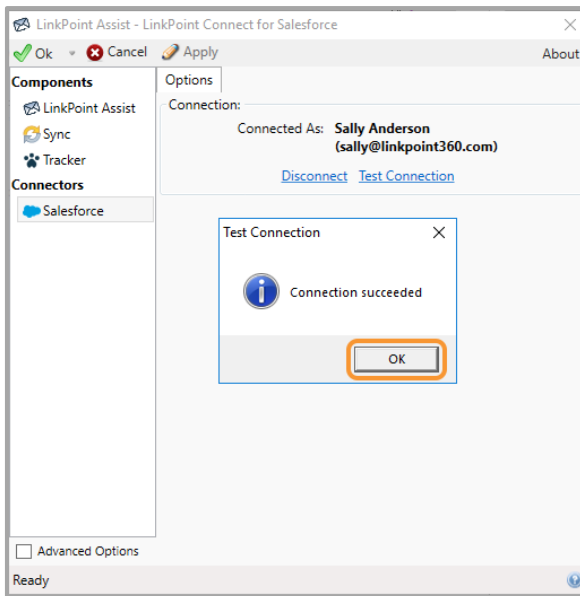 LinkPoint Assist - LinkPoint Connect for Salesforce
Ok Cancel Apply About
Components
LinkPoint Assist
Sync
Tracker
Connectors
Salesforce
Options
Connection:
Connected As: Sally Anderson
(sally@linkpoint360.com)
Disconnect Test Connection
Test Connection
Connection succeeded
OK
Advanced Options
Ready